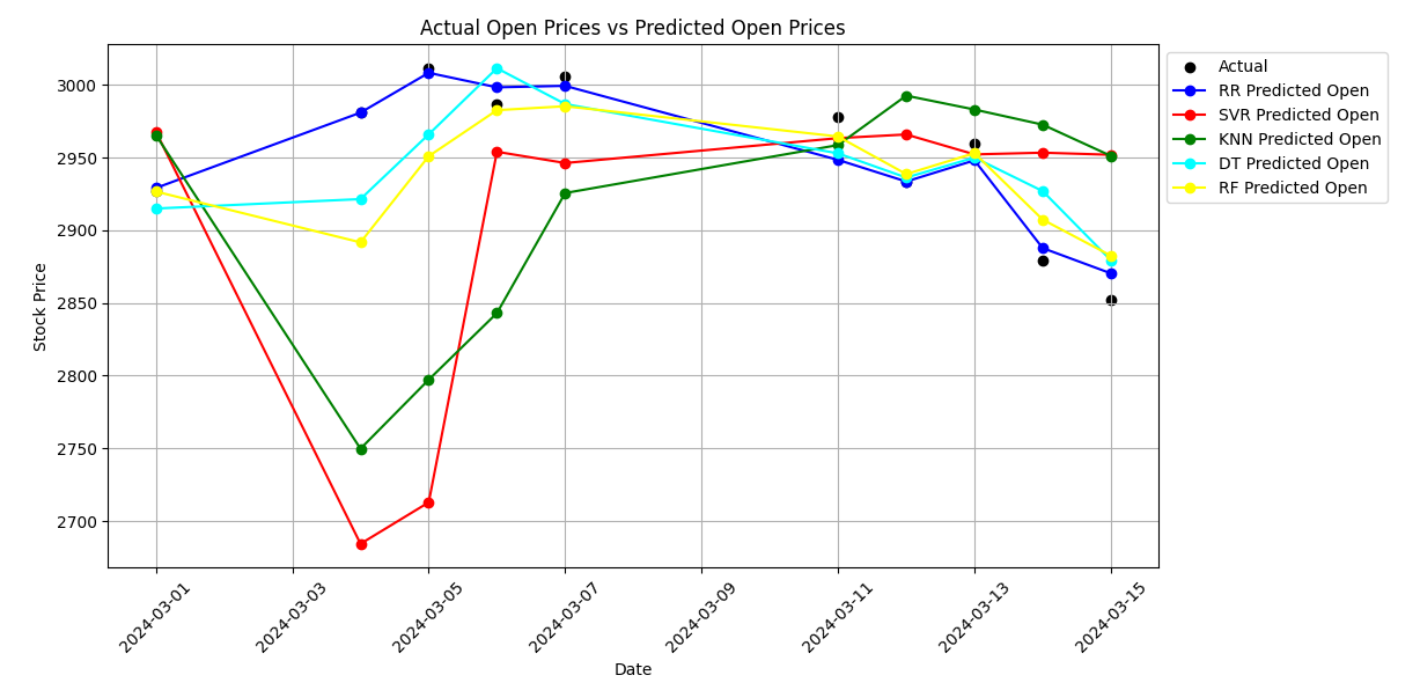 Actual Open Prices vs Predicted Open Prices
Actual
RR Predicted Open
SVR Predicted Open
KNN Predicted Open
DT Predicted Open
RF Predicted Open
Stock Price
3000
2950
2900
2850
2800
2750
2700
2024-03-01
2024-03-03
2024-03-05
2024-03-07
2024-03-09
2024-03-11
2024-03-13
2024-03-15
Date